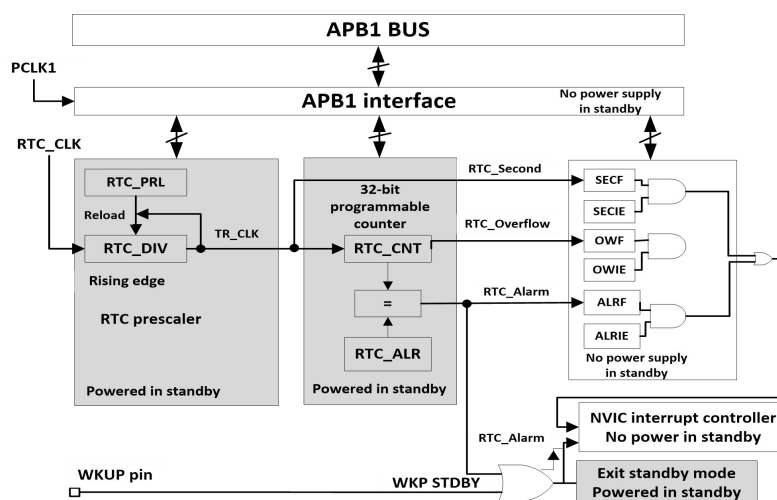 APB1 BUS
PCLK1
APB1 interface
No power supply
in standby
RTC_CLK
RTC_PRL
Reload
RTC_DIV
TR_CLK
Rising edge
RTC prescaler
Powered in standby
32-bit
programmable
counter
RTC_CNT
=
RTC_ALR
Powered in standby
RTC_Second
RTC_Overflow
RTC_Alarm
SECF
SECIE
OWF
OWIE
ALRF
ALRIE
No power supply
in standby
RTC_Alarm
NVIC interrupt controller
No power in standby
WKUP pin
WKP STDBY
Exit standby mode
Powered in standby